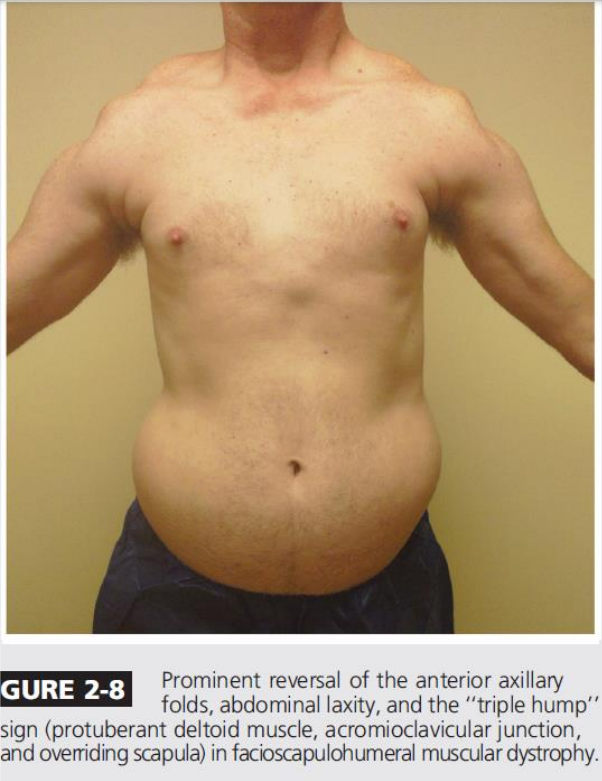 GURE 2-8
Prominent reversal of the anterior axillary
folds, abdominal laxity, and the ‘‘triple hump’’
sign (protuberant deltoid muscle, acromioclavicular junction,
and overriding scapula) in facioscapulohumeral muscular dystrophy.